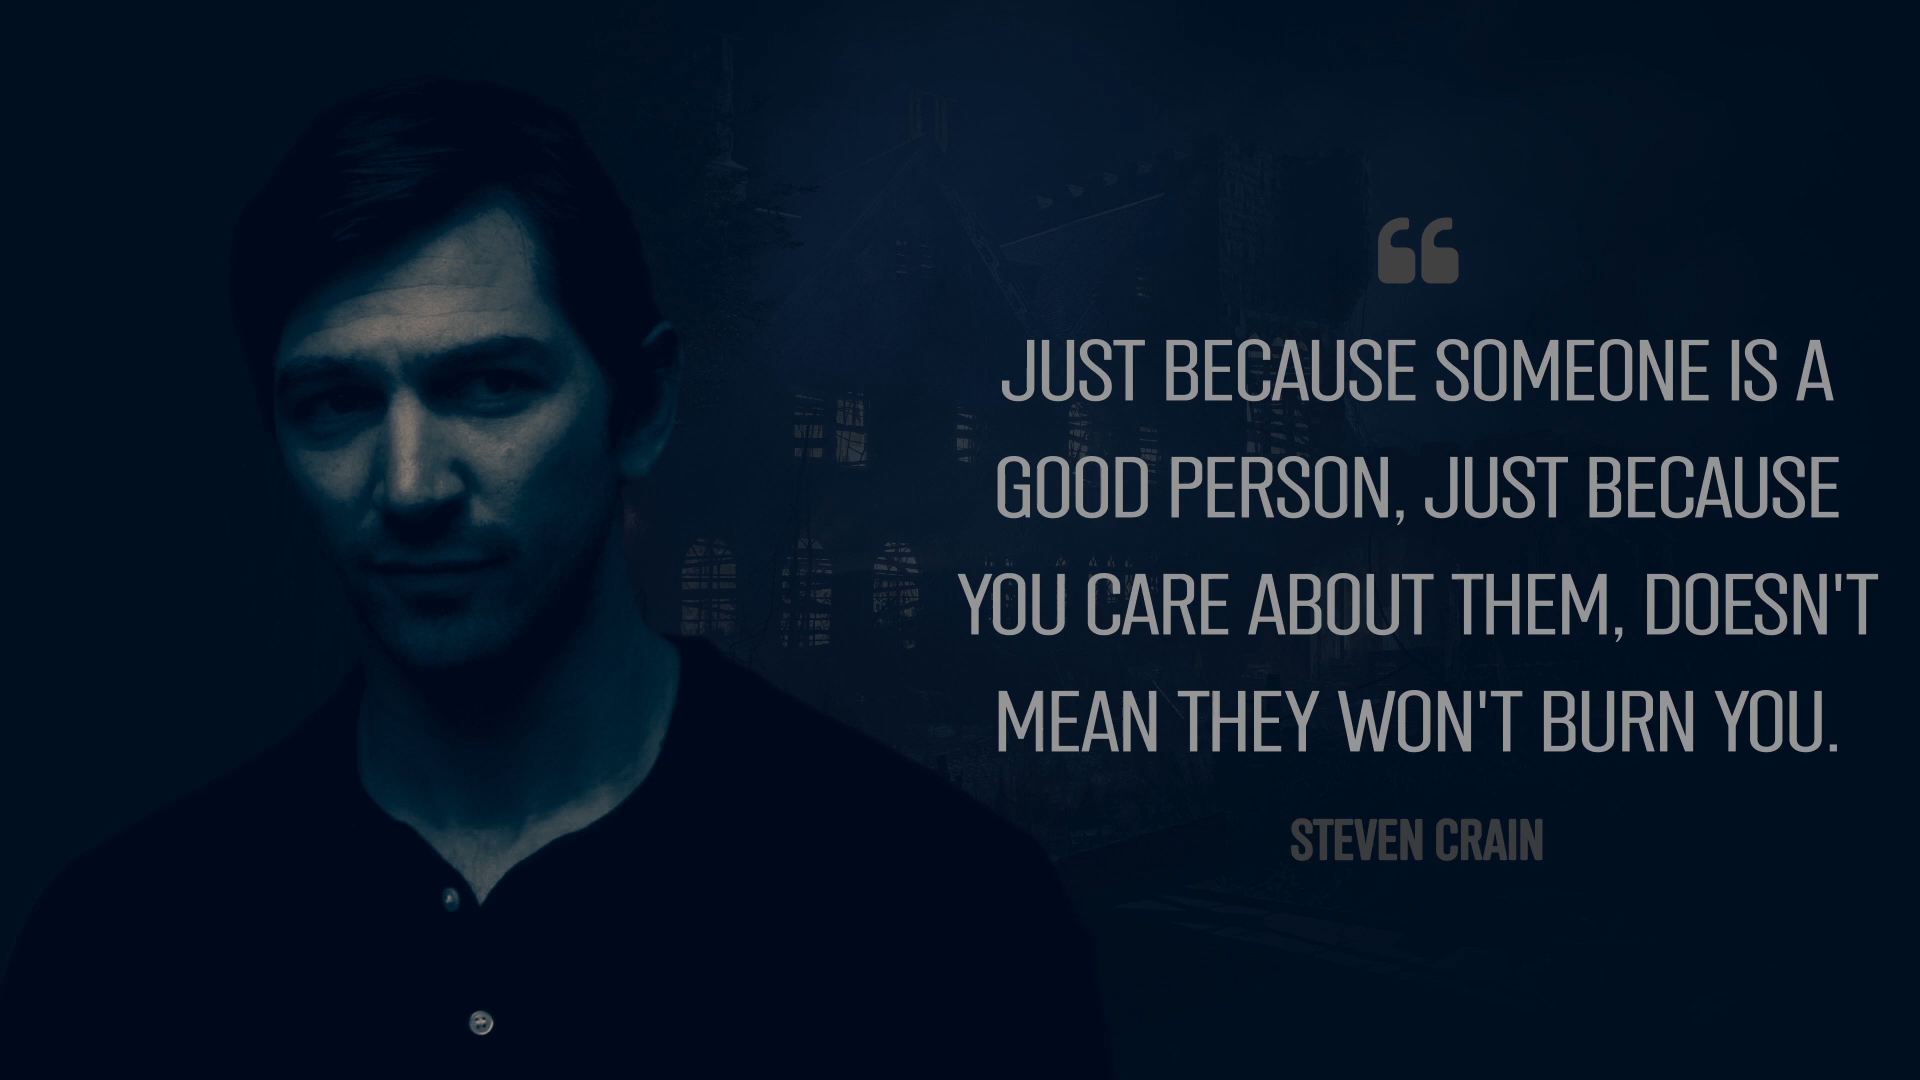 “
JUST BECAUSE SOMEONE IS A
GOOD PERSON, JUST BECAUSE
YOU CARE ABOUT THEM, DOESN'T
MEAN THEY WON'T BURN YOU.
STEVEN CRAIN